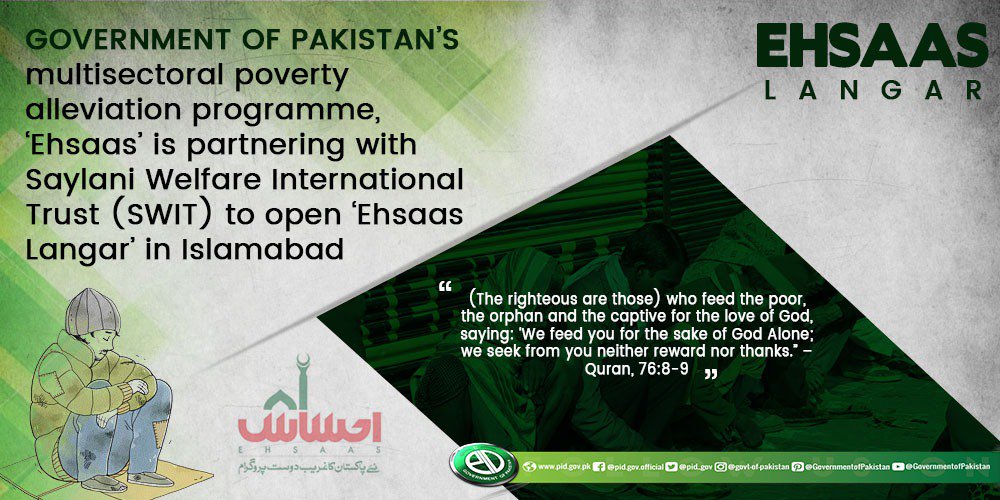 GOVERNMENT OF PAKISTAN'S
multisectoral poverty
alleviation programme,
‘Ehsaas’ is partnering with
Saylani Welfare International
Trust (SWIT) to open ‘Ehsaas
Langar’ in Islamabad
EHSAAS
LANGAR
“ (The righteous are those) who feed the poor,
the orphan and the captive for the love of God,
saying: 'We feed you for the sake of God Alone;
we seek from you neither reward nor thanks.” –
Quran, 76:8-9 ”
احساس
EHSAAS
نئے پاکستان کا غریب دوست پروگرام
www.pid.gov.pk @pid.gov.official @pid_gov @govt-of-pakistan @GovernmentofPakistan @GovernmentofPakistan